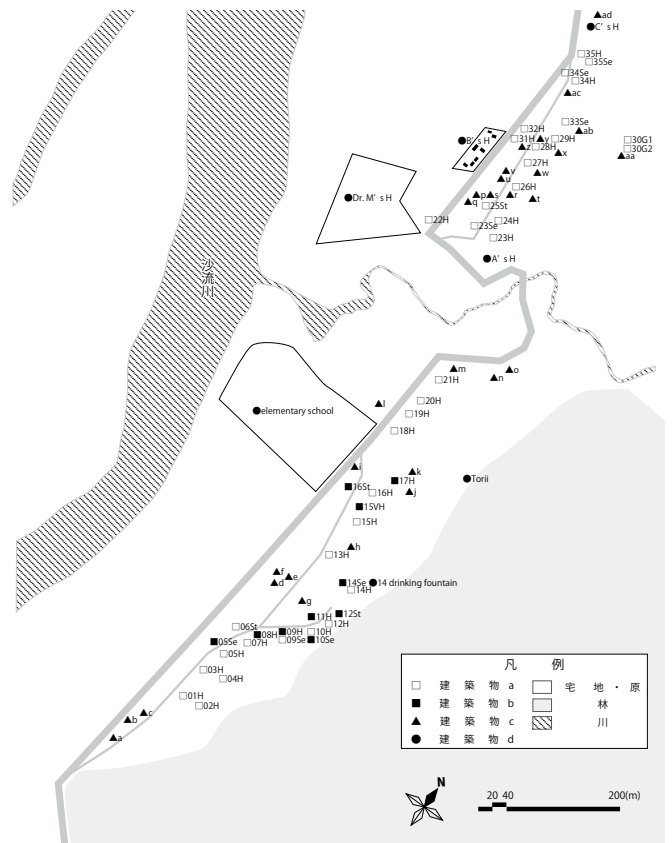 ad
C's H
35H
35Se
34Se
34H
ac
33Se
32H
ab
B's H
31H
y
29H
30G1
z
28H
30G2
x
aa
27H
v
w
u
26H
Dr. M's H
p
s
r
t
q
25St
22H
24H
23Se
23H
A's H
沙流川
m
o
n
21H
20H
l
elementary school
19H
18H
i
k
17H
Torii
16St
16H
j
15VH
15H
h
13H
f
e
d
14Se
14 drinking fountain
14H
g
12St
11H
12H
06St
09H
10H
08H
05Se
07H
09Se
10Se
05H
03H
04H
01H
02H
c
b
a
凡 例
建 築 物 a
宅 地 ・ 原
建 築 物 b
林
建 築 物 c
川
建 築 物 d
N
20 40 200(m)